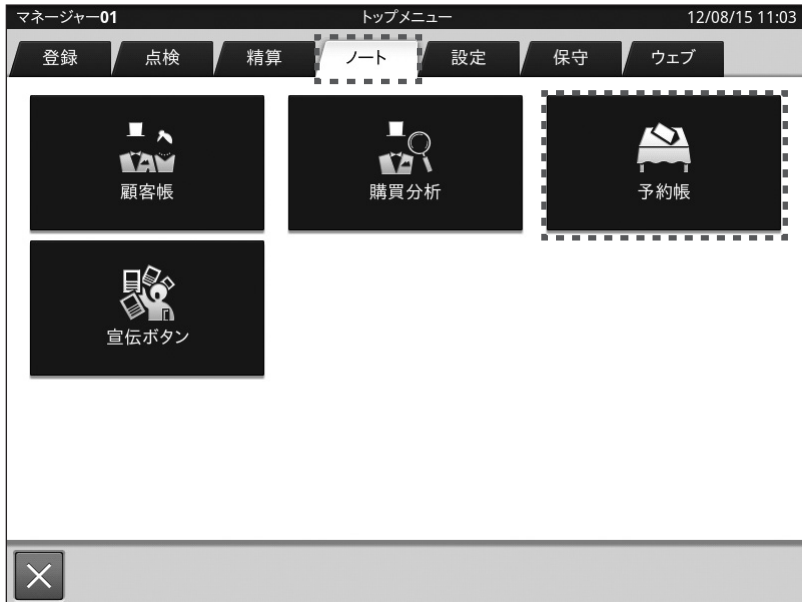 マネージャー01 トップメニュー 12/08/15 11:03
登録 点検 精算 ノート 設定 保守 ウェブ
顧客帳 購買分析 予約帳
宣伝ボタン